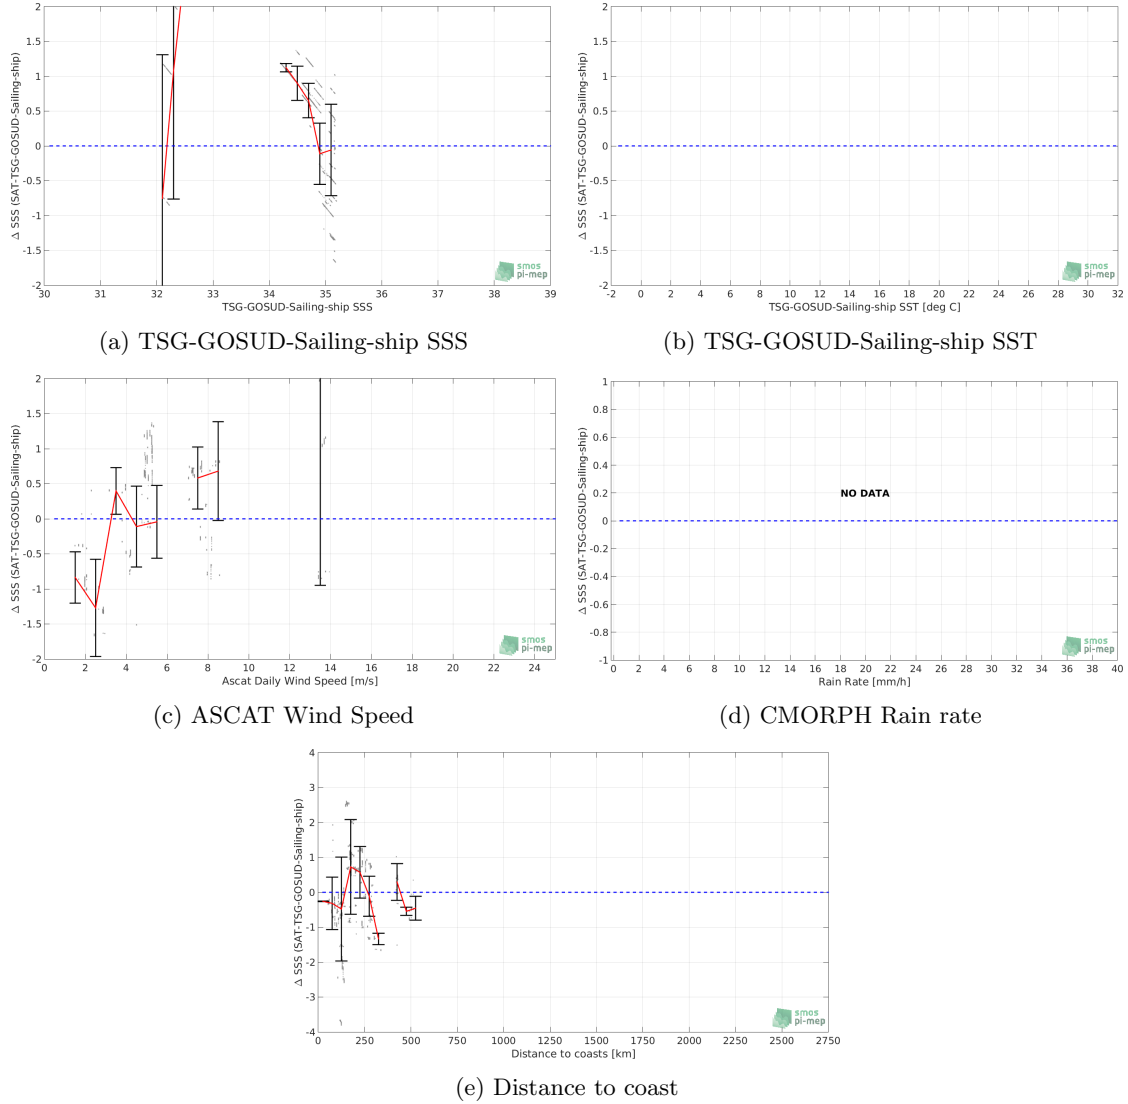 2
1.5
1
0.5
0
-0.5
-1
-1.5
-2
Δ SSS (SAT-TSG-GOSUD-Sailing-ship)
30 31 32 33 34 35 36 37 38 39
TSG-GOSUD-Sailing-ship SSS
smos
pi-mep
(a) TSG-GOSUD-Sailing-ship SSS
2
1.5
1
0.5
0
-0.5
-1
-1.5
-2
Δ SSS (SAT-TSG-GOSUD-Sailing-ship)
-2 0 2 4 6 8 10 12 14 16 18 20 22 24 26 28 30 32
TSG-GOSUD-Sailing-ship SST [deg C]
smos
pi-mep
(b) TSG-GOSUD-Sailing-ship SST
2
1.5
1
0.5
0
-0.5
-1
-1.5
-2
Δ SSS (SAT-TSG-GOSUD-Sailing-ship)
0 2 4 6 8 10 12 14 16 18 20 22 24
Ascat Daily Wind Speed [m/s]
smos
pi-mep
(c) ASCAT Wind Speed
1
0.8
0.6
0.4
0.2
0
-0.2
-0.4
-0.6
-0.8
-1
Δ SSS (SAT-TSG-GOSUD-Sailing-ship)
NO DATA
0 2 4 6 8 10 12 14 16 18 20 22 24 26 28 30 32 34 36 38 40
Rain Rate [mm/h]
smos
pi-mep
(d) CMORPH Rain rate
4
3
2
1
0
-1
-2
-3
-4
Δ SSS (SAT-TSG-GOSUD-Sailing-ship)
0 250 500 750 1000 1250 1500 1750 2000 2250 2500 2750
Distance to coasts [km]
smos
pi-mep
(e) Distance to coast